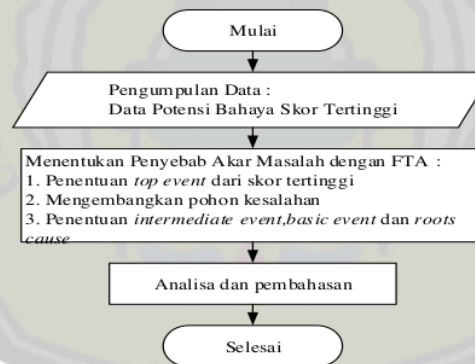 Mulai
Pengumpulan Data :
Data Potensi Bahaya Skor Tertinggi
Menentukan Penyebab Akar Masalah dengan FTA :
1. Penentuan top event dari skor tertinggi
2. Mengembangkan pohon kesalahan
3. Penentuan intermediate event,basic event dan roots
cause
Analisa dan pembahasan
Selesai